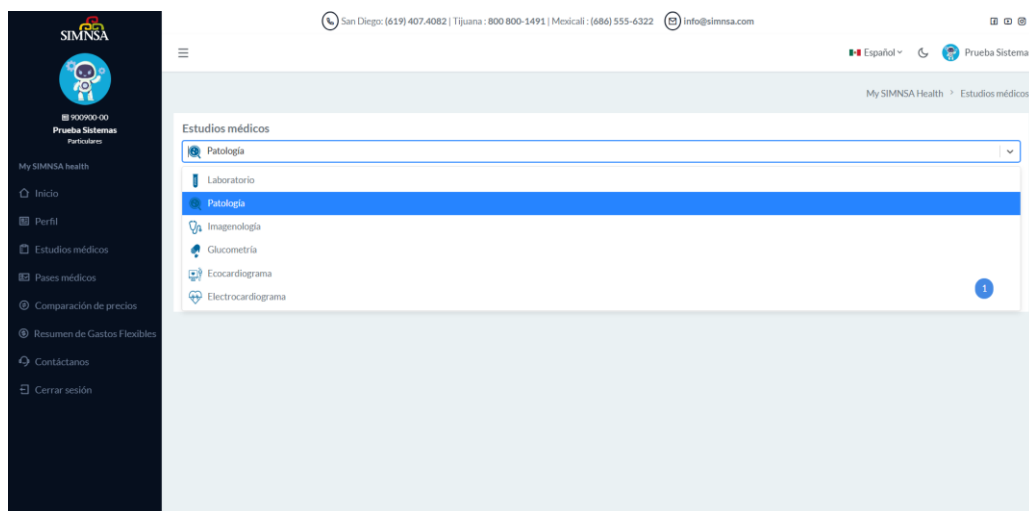 SIMNSA
San Diego: (619) 407.4082 | Tijuana : 800 800-1491 | Mexicali : (686) 555-6322 info@simnsa.com
Español
Prueba Sistema
My SIMNSA Health > Estudios médicos
900900-00
Prueba Sistemas
Particulares
My SIMNSA health
Inicio
Perfil
Estudios médicos
Pases médicos
Comparación de precios
Resumen de Gastos Flexibles
Contáctanos
Cerrar sesión
Estudios médicos
Patología
Laboratorio
Patología
Imagenología
Glucometría
Ecocardiograma
Electrocardiograma
1